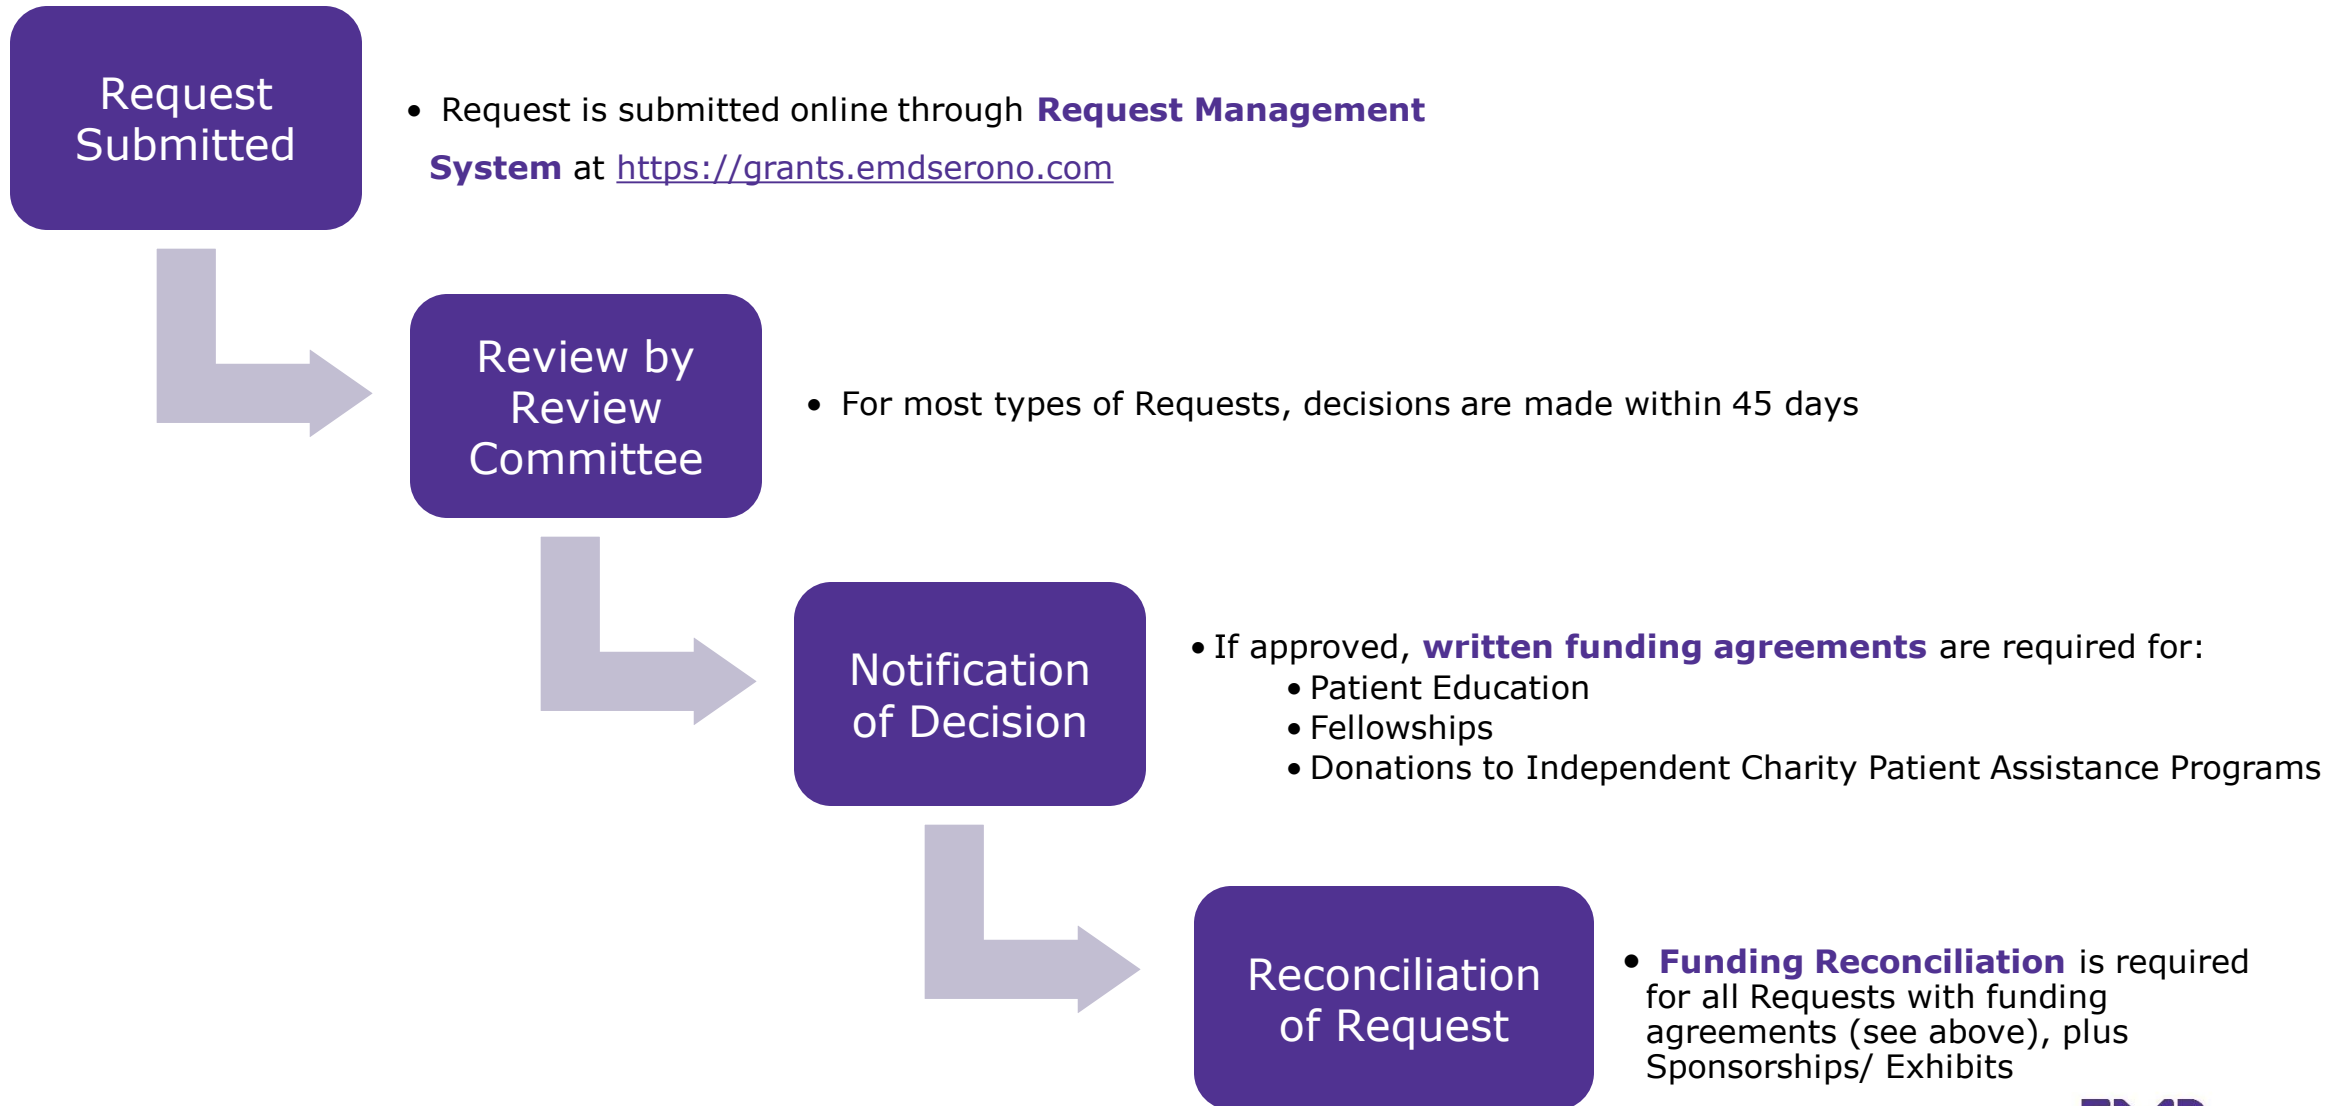 Request
Submitted
• Request is submitted online through Request Management
System at https://grants.emdserono.com
Review by
Review
Committee
• For most types of Requests, decisions are made within 45 days
Notification
of Decision
• If approved, written funding agreements are required for:
• Patient Education
• Fellowships
• Donations to Independent Charity Patient Assistance Programs
Reconciliation
of Request
• Funding Reconciliation is required
for all Requests with funding
agreements (see above), plus
Sponsorships/ Exhibits